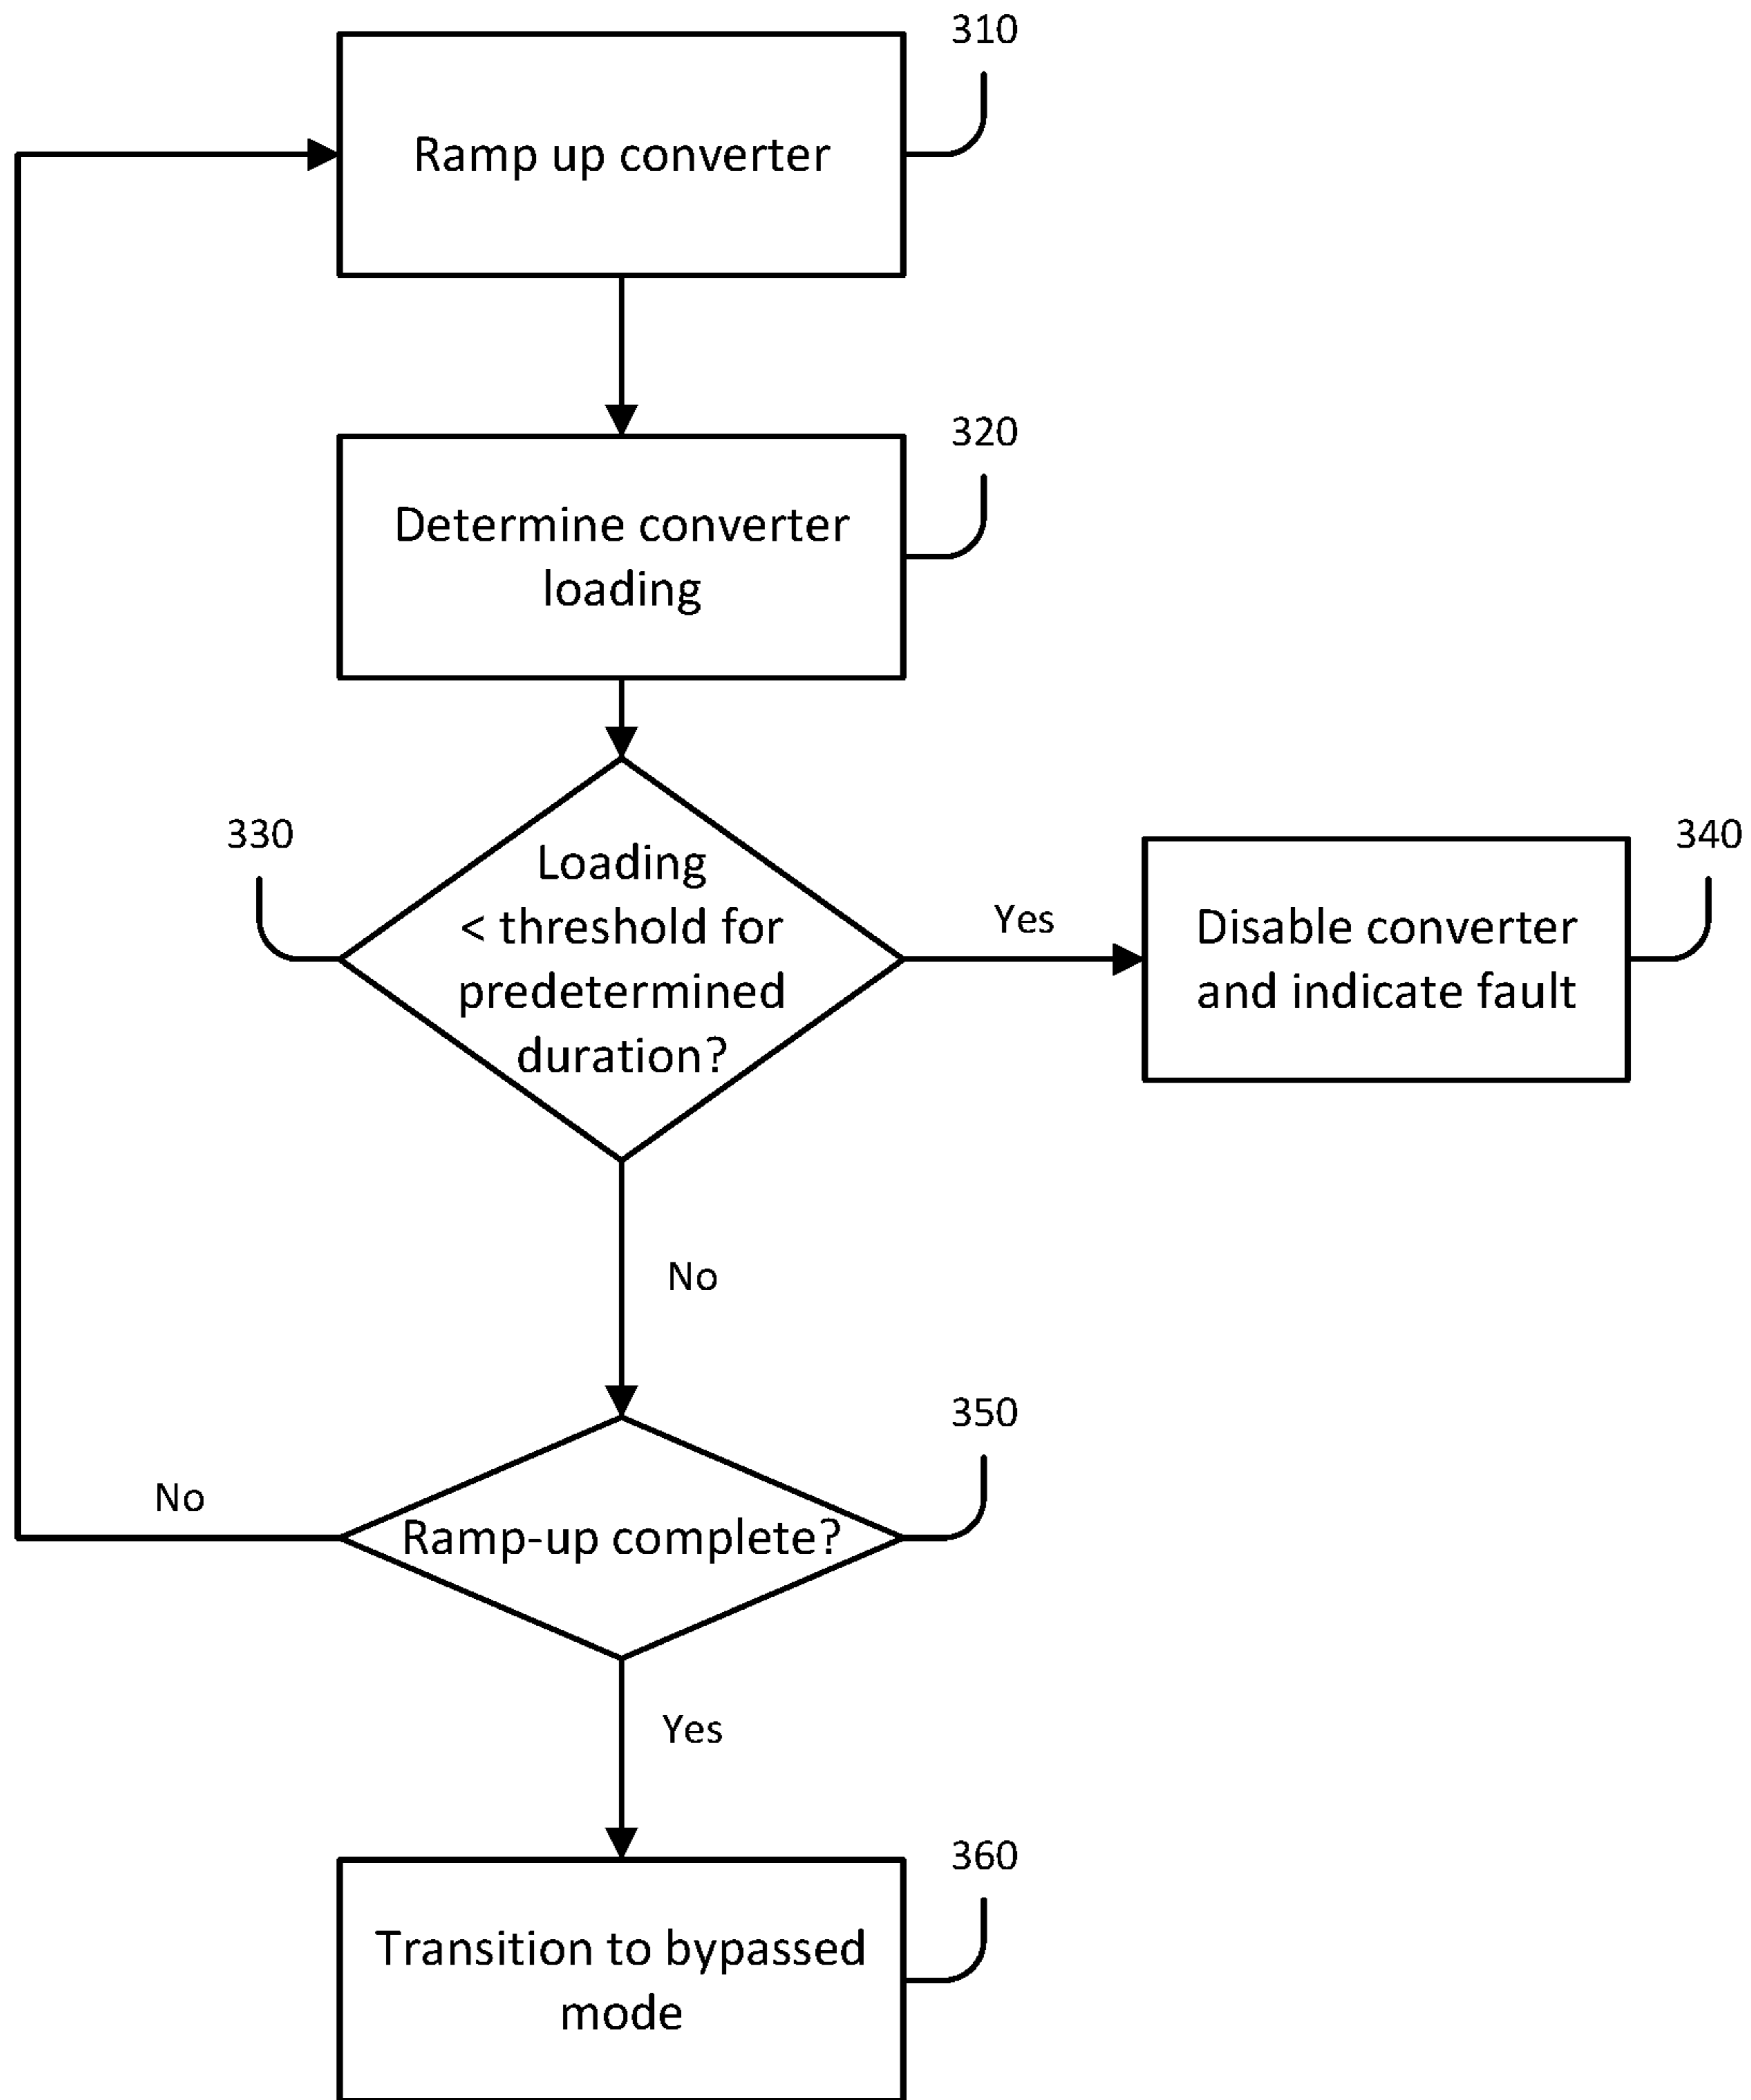 310
Ramp up converter
320
Determine converter
loading
330
Loading
< threshold for
predetermined
duration?
Yes
340
Disable converter
and indicate fault
No
350
No
Ramp-up complete?
Yes
360
Transition to bypassed
mode